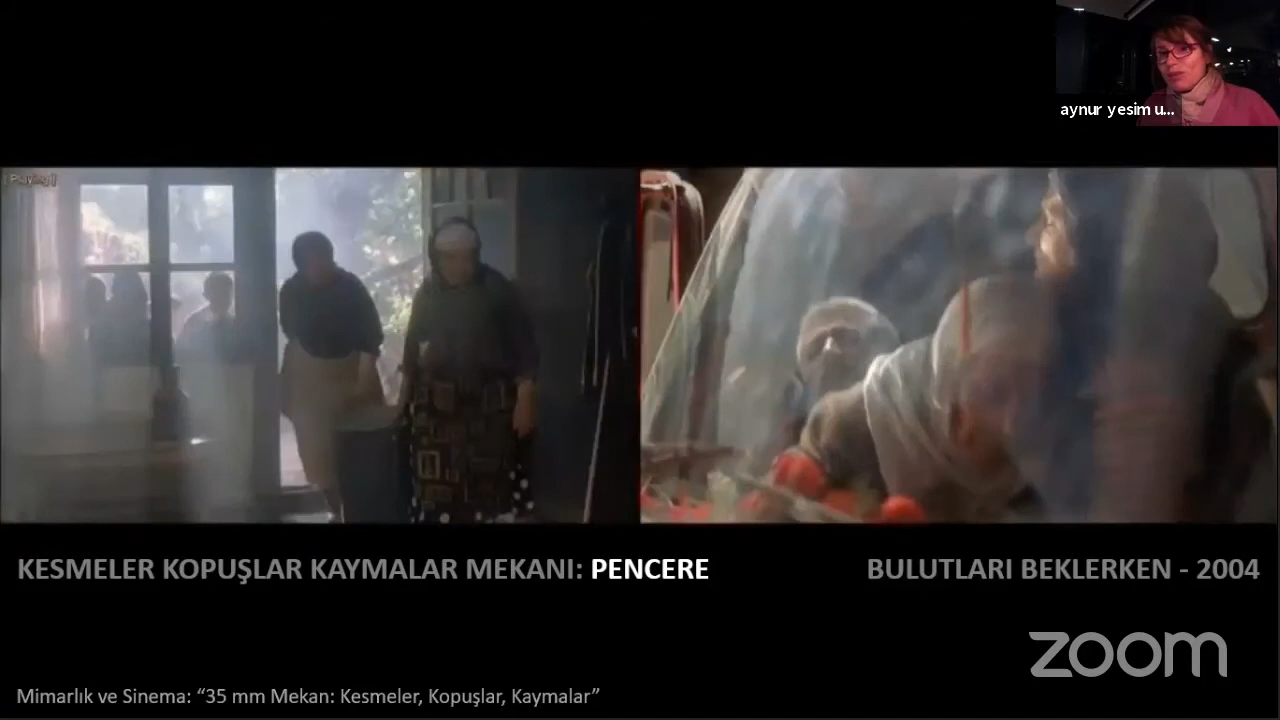 aynur yesim u...
[ Playing ]
KESMELER KOPUŞLAR KAYMALAR MEKANI: PENCERE
BULUTLARI BEKLERKEN - 2004
zoom
Mimarlık ve Sinema: “35 mm Mekan: Kesmeler, Kopuşlar, Kaymalar”